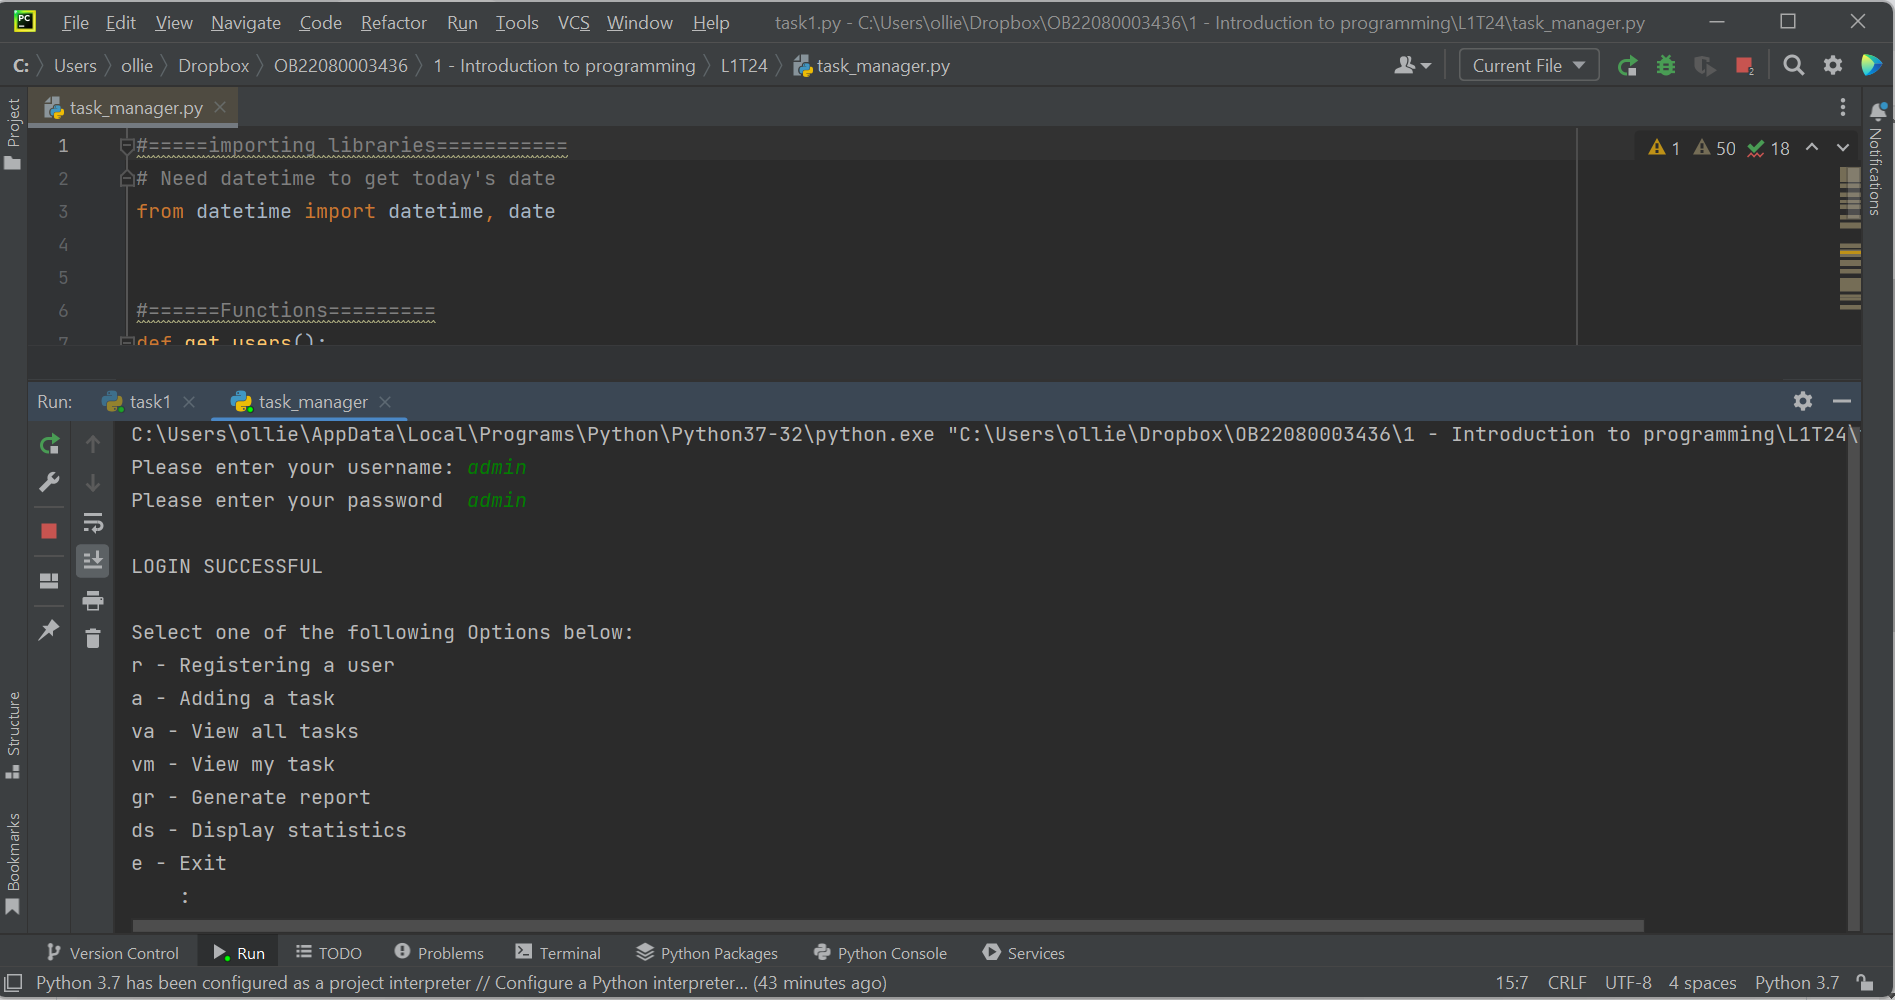 PC File Edit View Navigate Code Refactor Run Tools VCS Window Help task1.py - C:\Users\ollie\Dropbox\OB22080003436\1 - Introduction to programming\L1T24\task_manager.py
C: Users ollie Dropbox OB22080003436 1 - Introduction to programming L1T24 task_manager.py Current File 2
Project
task_manager.py
Notifications
1 #=====importing libraries===========
1 50 18
2 # Need datetime to get today's date
3 from datetime import datetime, date
4
5
6 #======Functions=========
7 def get_users():
Run: task1 task_manager
C:\Users\ollie\AppData\Local\Programs\Python\Python37-32\python.exe "C:\Users\ollie\Dropbox\OB22080003436\1 - Introduction to programming\L1T24\
Please enter your username: admin
Please enter your password admin
LOGIN SUCCESSFUL
Select one of the following Options below:
r - Registering a user
a - Adding a task
va - View all tasks
vm - View my task
gr - Generate report
ds - Display statistics
e - Exit
:
Structure
Bookmarks
Version Control Run TODO Problems Terminal Python Packages Python Console Services
Python 3.7 has been configured as a project interpreter // Configure a Python interpreter... (43 minutes ago) 15:7 CRLF UTF-8 4 spaces Python 3.7